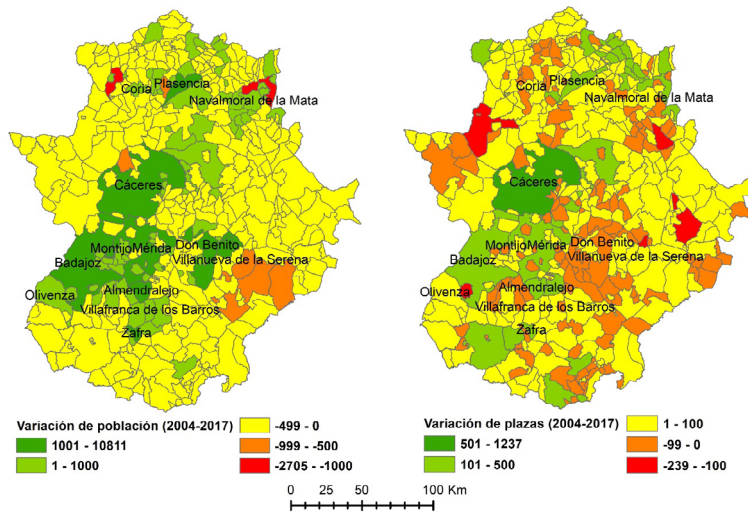 Coria
Plasencia
Navalmoral de la Mata
Cáceres
Montijo
Mérida
Don Benito
Badajoz
Villanueva de la Serena
Olivenza
Almendralejo
Villafranca de los Barros
Zafra
Variación de población (2004-2017)
1001 - 10811
1 - 1000
-499 - 0
-999 - -500
-2705 - -1000
Coria
Plasencia
Navalmoral de la Mata
Cáceres
Montijo
Mérida
Don Benito
Badajoz
Villanueva de la Serena
Olivenza
Almendralejo
Villafranca de los Barros
Zafra
Variación de plazas (2004-2017)
501 - 1237
101 - 500
1 - 100
-99 - 0
-239 - -100
0 25 50 100 Km